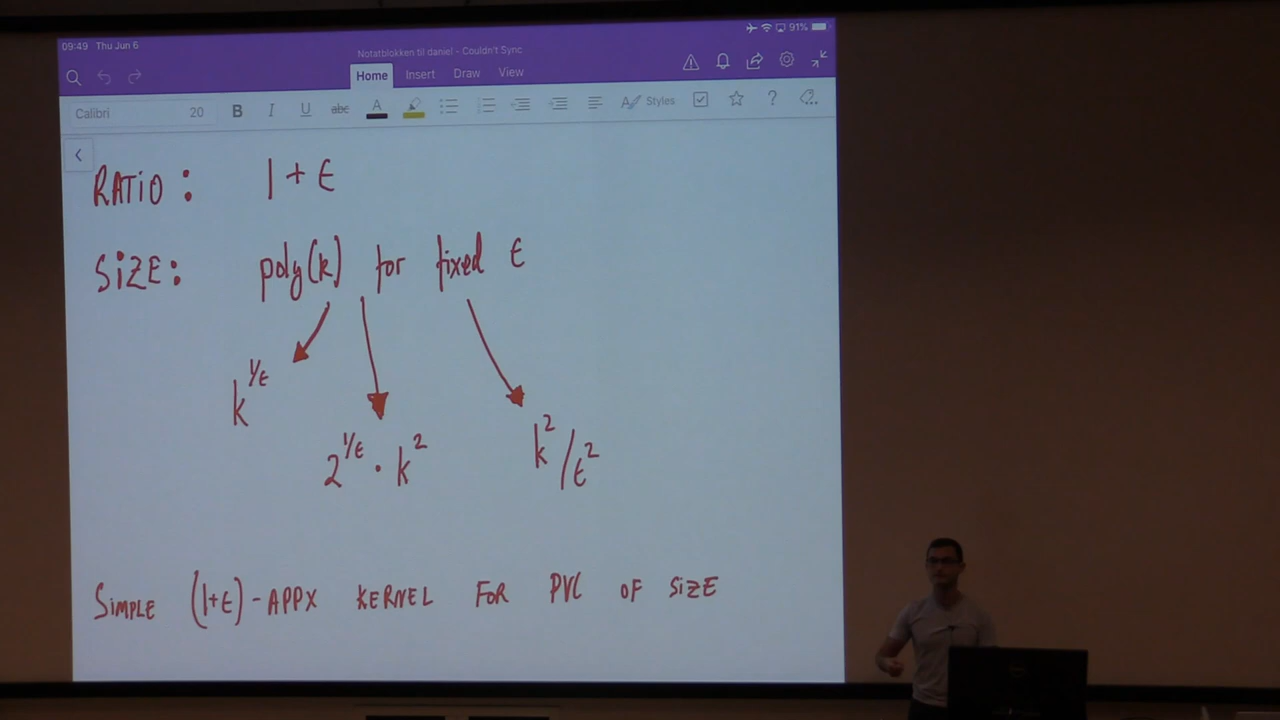 09:49 Thu Jun 6
91%
Notatblokken til daniel - Couldn't Sync
Home Insert Draw View
Calibri 20 B I U abc A Styles ?
RATIO: 1 + ϵ
SIZE: poly(k) for fixed ϵ
k^{1/ϵ}
2^{1/ϵ} · k^2
k^2/ϵ^2
SIMPLE (1+ϵ)-APPX KERNEL FOR PVC OF SIZE